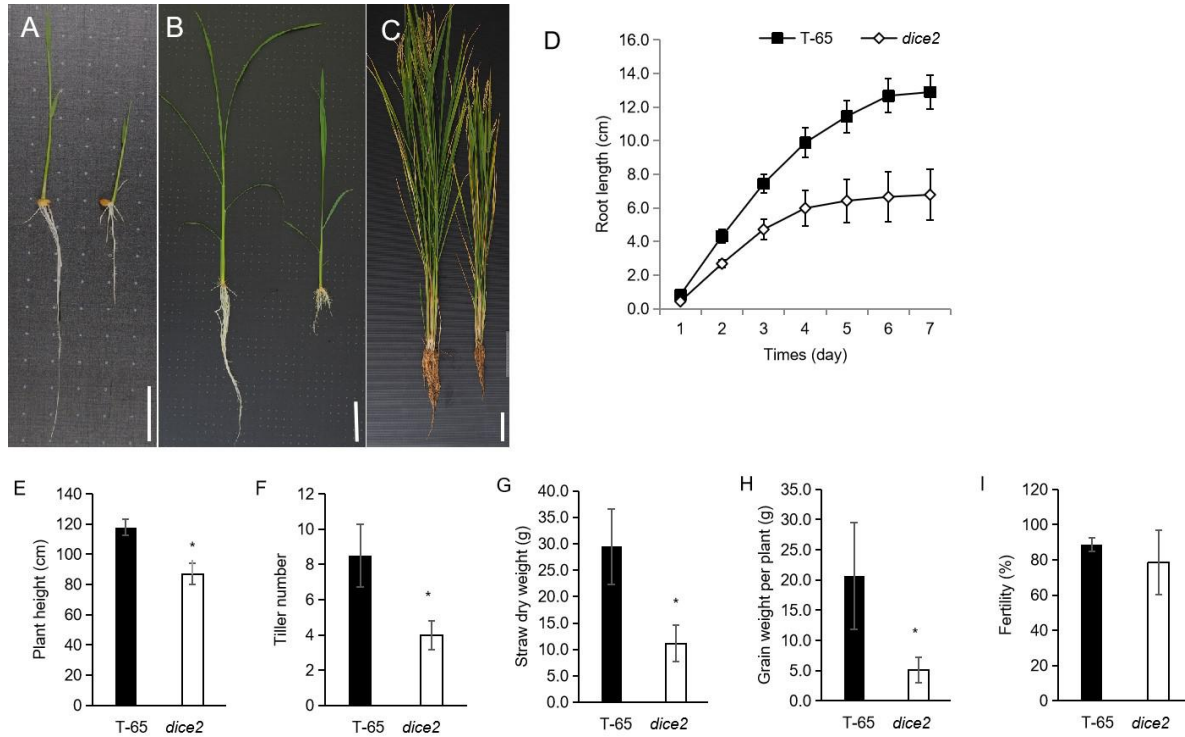 A
B
C
D
T-65 dice2
Root length (cm)
16.0
14.0
12.0
10.0
8.0
6.0
4.0
2.0
0.0
1 2 3 4 5 6 7
Times (day)
E
Plant height (cm)
140
120
100
80
60
40
20
0
*
T-65 dice2
F
Tiller number
12
10
8
6
4
2
0
*
T-65 dice2
G
Straw dry weight (g)
40.0
35.0
30.0
25.0
20.0
15.0
10.0
5.0
0.0
*
T-65 dice2
H
Grain weight per plant (g)
35.0
30.0
25.0
20.0
15.0
10.0
5.0
0.0
*
T-65 dice2
I
Fertility (%)
120
100
80
60
40
20
0
T-65 dice2